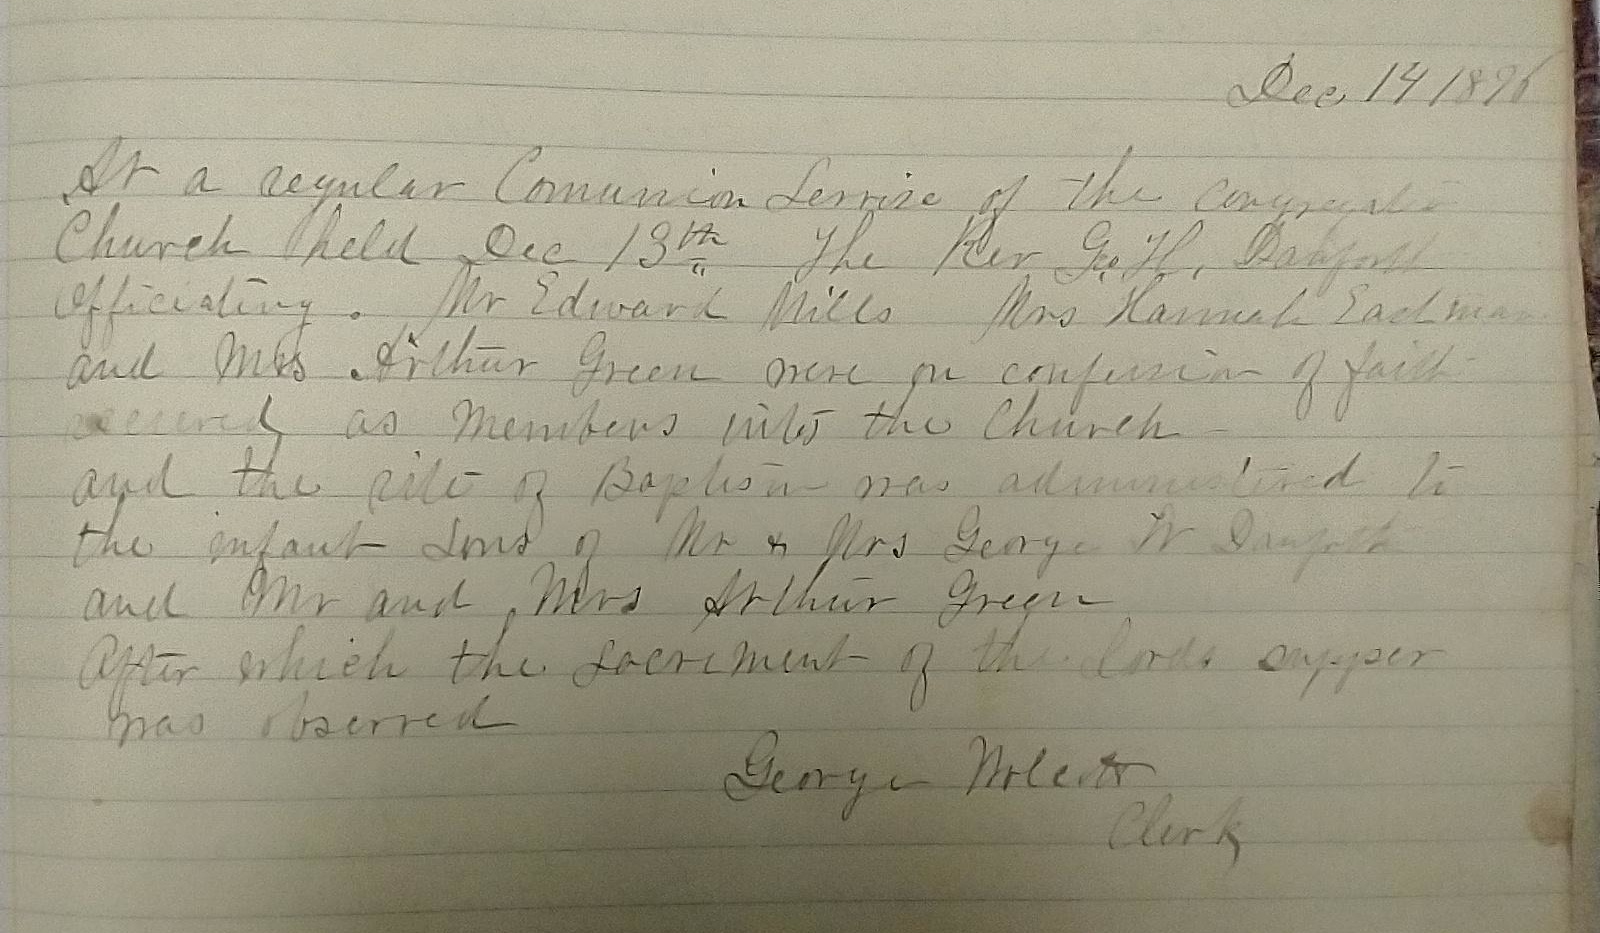 Dec 14 1896
At a regular Comunion Servise of the
Church held Dec 13th The Rev Geo. H. Danforth
officiating. Mr Edward Mills Mrs Hannah Eastman
and Mrs Arthur Green were on confession of faith
received as Members into the Church
and the rite of Baptism was administered to
the infant Sons of Mr & Mrs George W Danforth
and Mr and Mrs Arthur Green
After which the Sacrement of the lords supper
was observed
George Wolcott
Clerk